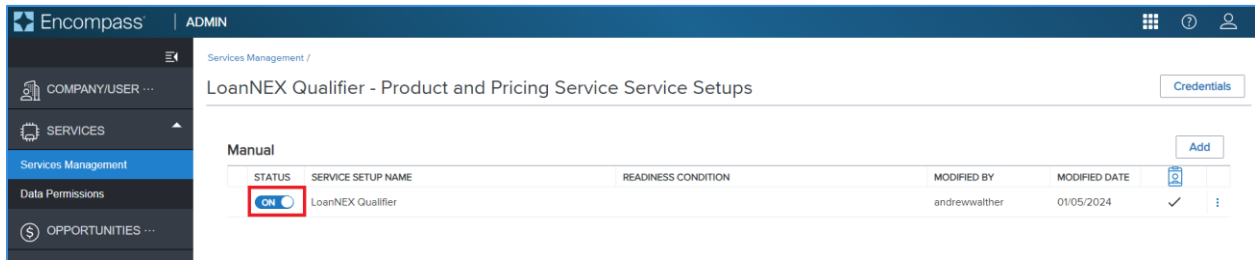 Encompass® | ADMIN
Services Management /
COMPANY/USER ···
LoanNEX Qualifier - Product and Pricing Service Service Setups
Credentials
SERVICES
Manual
Add
Services Management
STATUS SERVICE SETUP NAME READINESS CONDITION MODIFIED BY MODIFIED DATE
Data Permissions
ON LoanNEX Qualifier andrewwalther 01/05/2024
OPPORTUNITIES ···